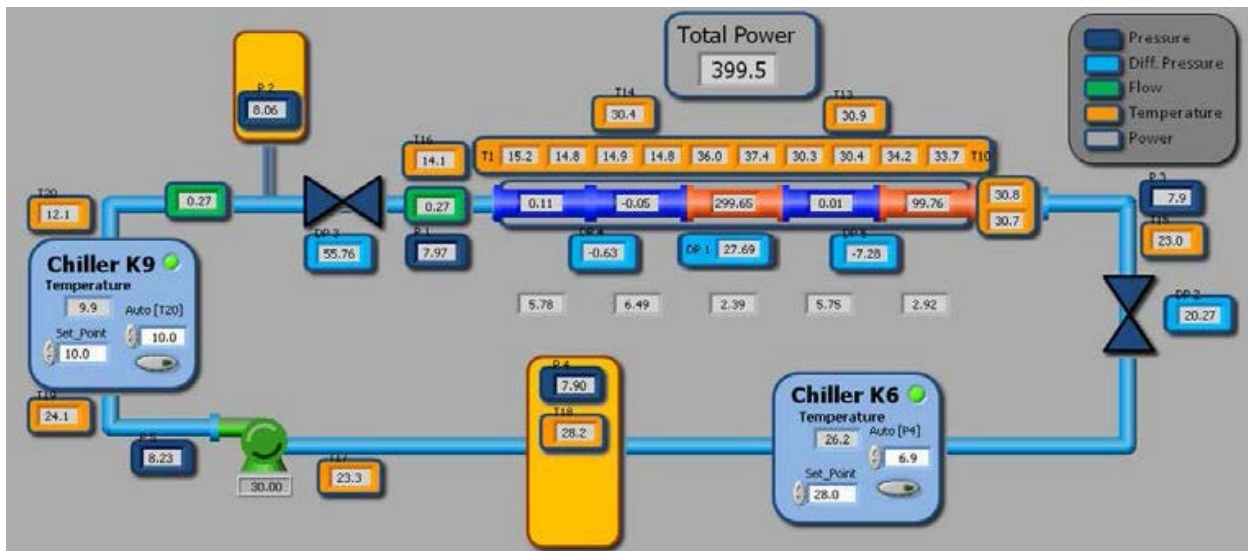 Total Power
399.5
Pressure
Diff. Pressure
Flow
Temperature
Power
P.2
8.06
T14
30.4
T13
30.9
T16
14.1
T1 15.2 14.8 14.9 14.8 36.0 37.4 30.3 30.4 34.2 33.7 T10
T20
12.1
0.27
0.27
0.11 -0.05 299.65 0.01 99.76
30.8
30.7
P.3
7.9
T15
23.0
DP.3
55.76
P.1
7.97
DP.4
-0.63
DP 1 27.69
DP.5
-7.28
DP.2
20.27
5.78 6.49 2.39 5.75 2.92
Chiller K9
Temperature
9.9
Auto [T20]
10.0
Set_Point
10.0
T19
24.1
P.5
8.23
30.00
T17
23.3
P.4
7.90
T18
28.2
Chiller K6
Temperature
26.2
Auto [P4]
6.9
Set_Point
28.0